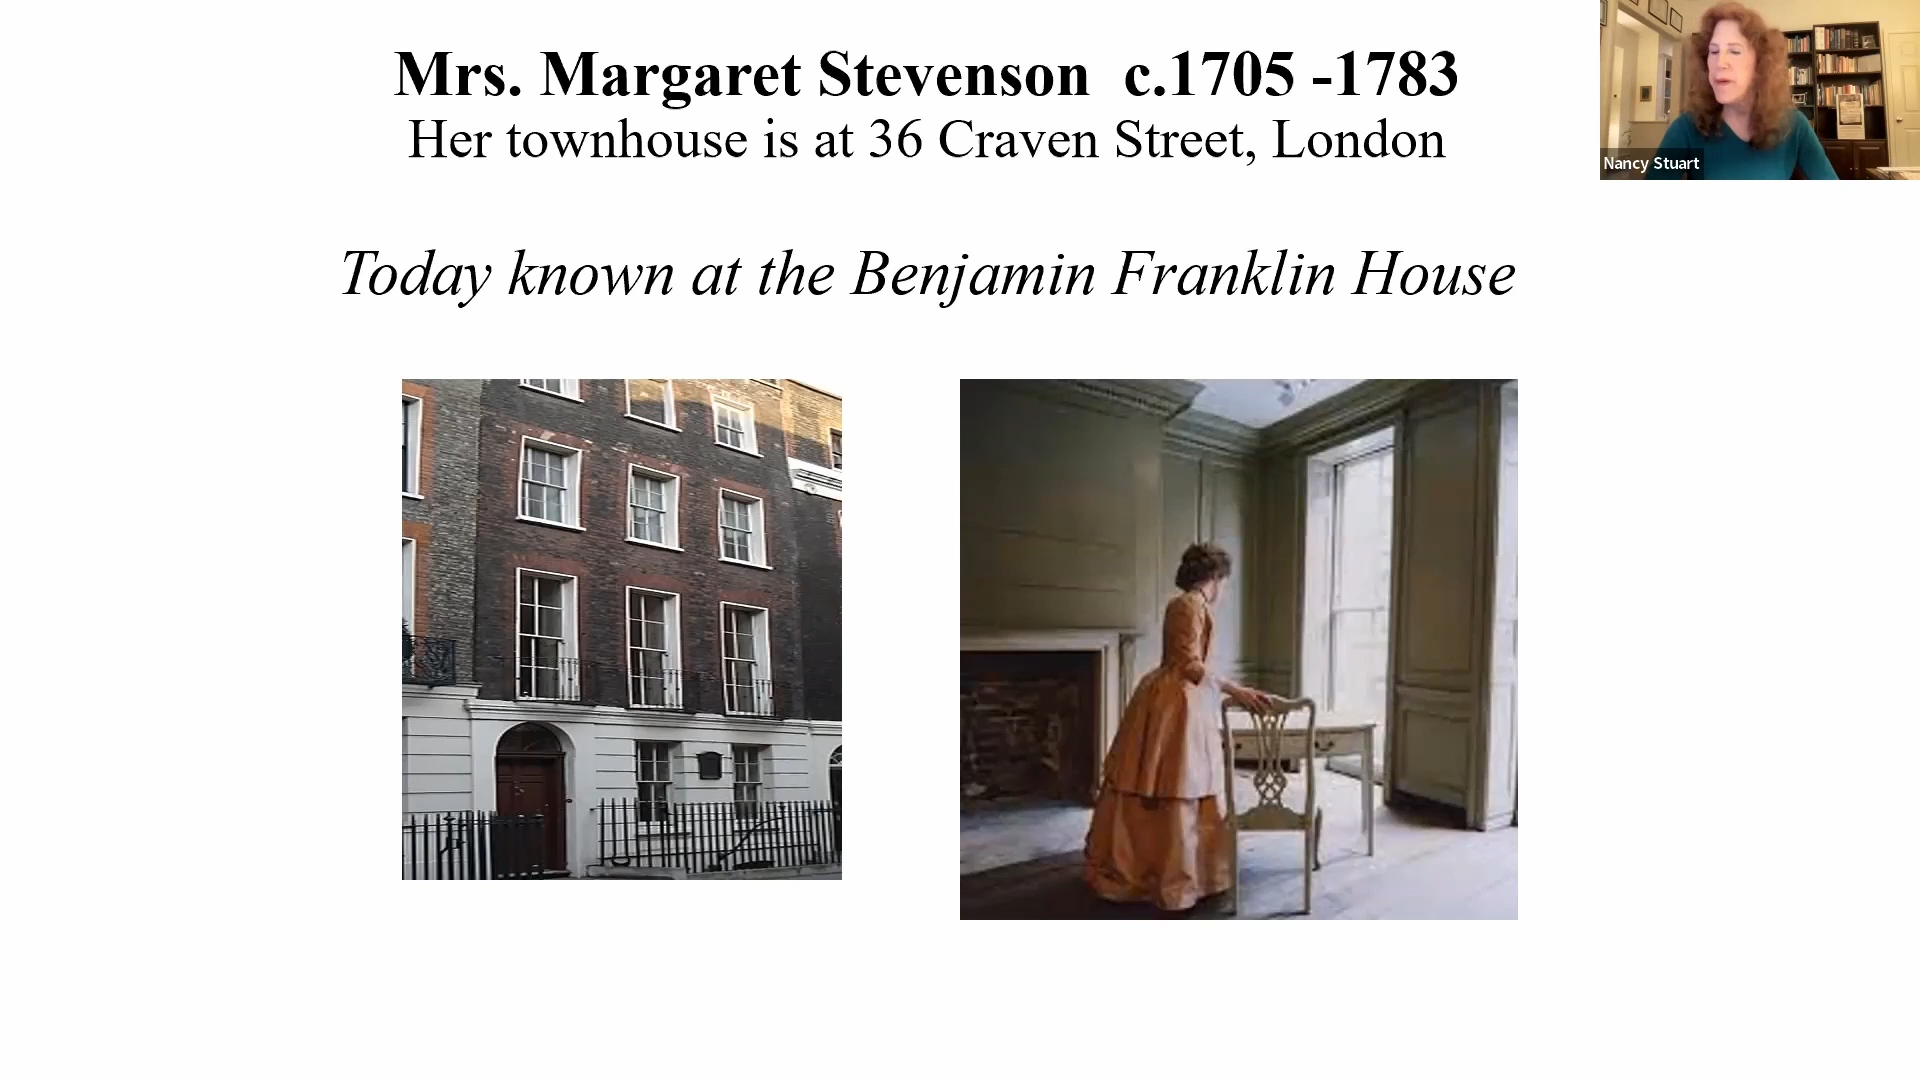 Mrs. Margaret Stevenson c.1705 -1783
Her townhouse is at 36 Craven Street, London
Today known at the Benjamin Franklin House
Nancy Stuart